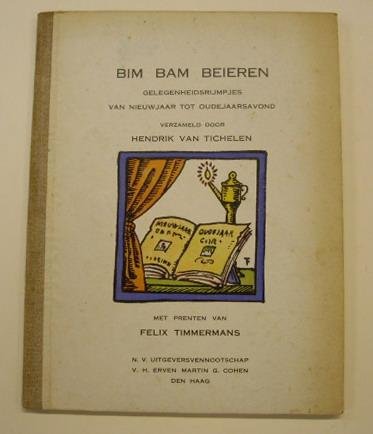 BIM BAM BEIEREN
GELEGENHEIDSRIJMPJES
VAN NIEUWJAAR TOT OUDEJAARSAVOND
VERZAMELD DOOR
HENDRIK VAN TICHELEN
NIEUWJAAR
OUDEJAAR
MET PRENTEN VAN
FELIX TIMMERMANS
N. V. UITGEVERSVENNOOTSCHAP
V. H. ERVEN MARTIN G. COHEN
DEN HAAG